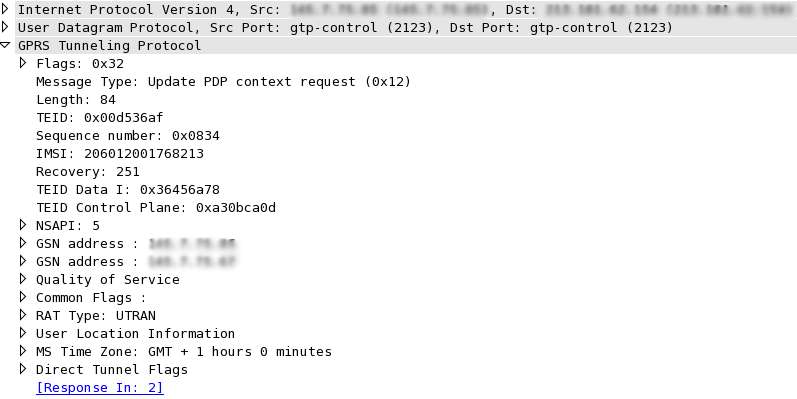 Internet Protocol Version 4, Src: , Dst:
User Datagram Protocol, Src Port: gtp-control (2123), Dst Port: gtp-control (2123)
GPRS Tunneling Protocol
Flags: 0x32
Message Type: Update PDP context request (0x12)
Length: 84
TEID: 0x00d536af
Sequence number: 0x0834
IMSI: 206012001768213
Recovery: 251
TEID Data I: 0x36456a78
TEID Control Plane: 0xa30bca0d
NSAPI: 5
GSN address :
GSN address :
Quality of Service
Common Flags :
RAT Type: UTRAN
User Location Information
MS Time Zone: GMT + 1 hours 0 minutes
Direct Tunnel Flags
[Response In: 2]